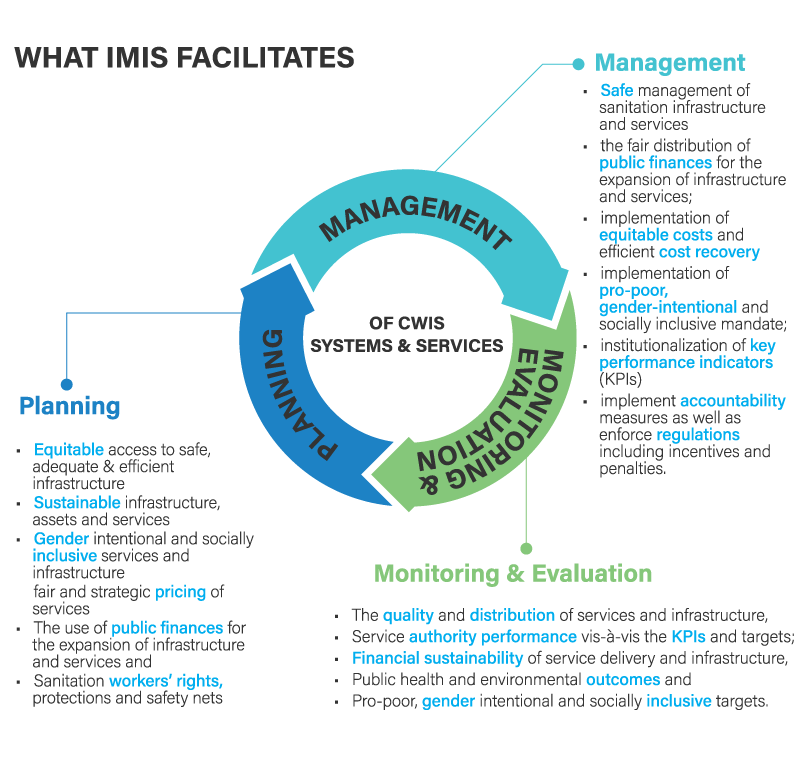 WHAT IMIS FACILITATES
Management
▪ Safe management of
sanitation infrastructure
and services
▪ the fair distribution of
public finances for the
expansion of infrastructure
and services;
▪ implementation of
equitable costs and
efficient cost recovery
▪ implementation of
pro-poor,
gender-intentional and
socially inclusive mandate;
▪ institutionalization of key
performance indicators
(KPIs)
▪ implement accountability
measures as well as
enforce regulations
including incentives and
penalties.
MANAGEMENT
OF CWIS
SYSTEMS & SERVICES
MONITORING &
EVALUATION
PLANNING
Planning
▪ Equitable access to safe,
adequate & efficient
infrastructure
▪ Sustainable infrastructure,
assets and services
▪ Gender intentional and socially
inclusive services and
infrastructure
fair and strategic pricing of
services
▪ The use of public finances for
the expansion of infrastructure
and services and
▪ Sanitation workers' rights,
protections and safety nets
Monitoring & Evaluation
▪ The quality and distribution of services and infrastructure,
▪ Service authority performance vis-à-vis the KPIs and targets;
▪ Financial sustainability of service delivery and infrastructure,
▪ Public health and environmental outcomes and
▪ Pro-poor, gender intentional and socially inclusive targets.